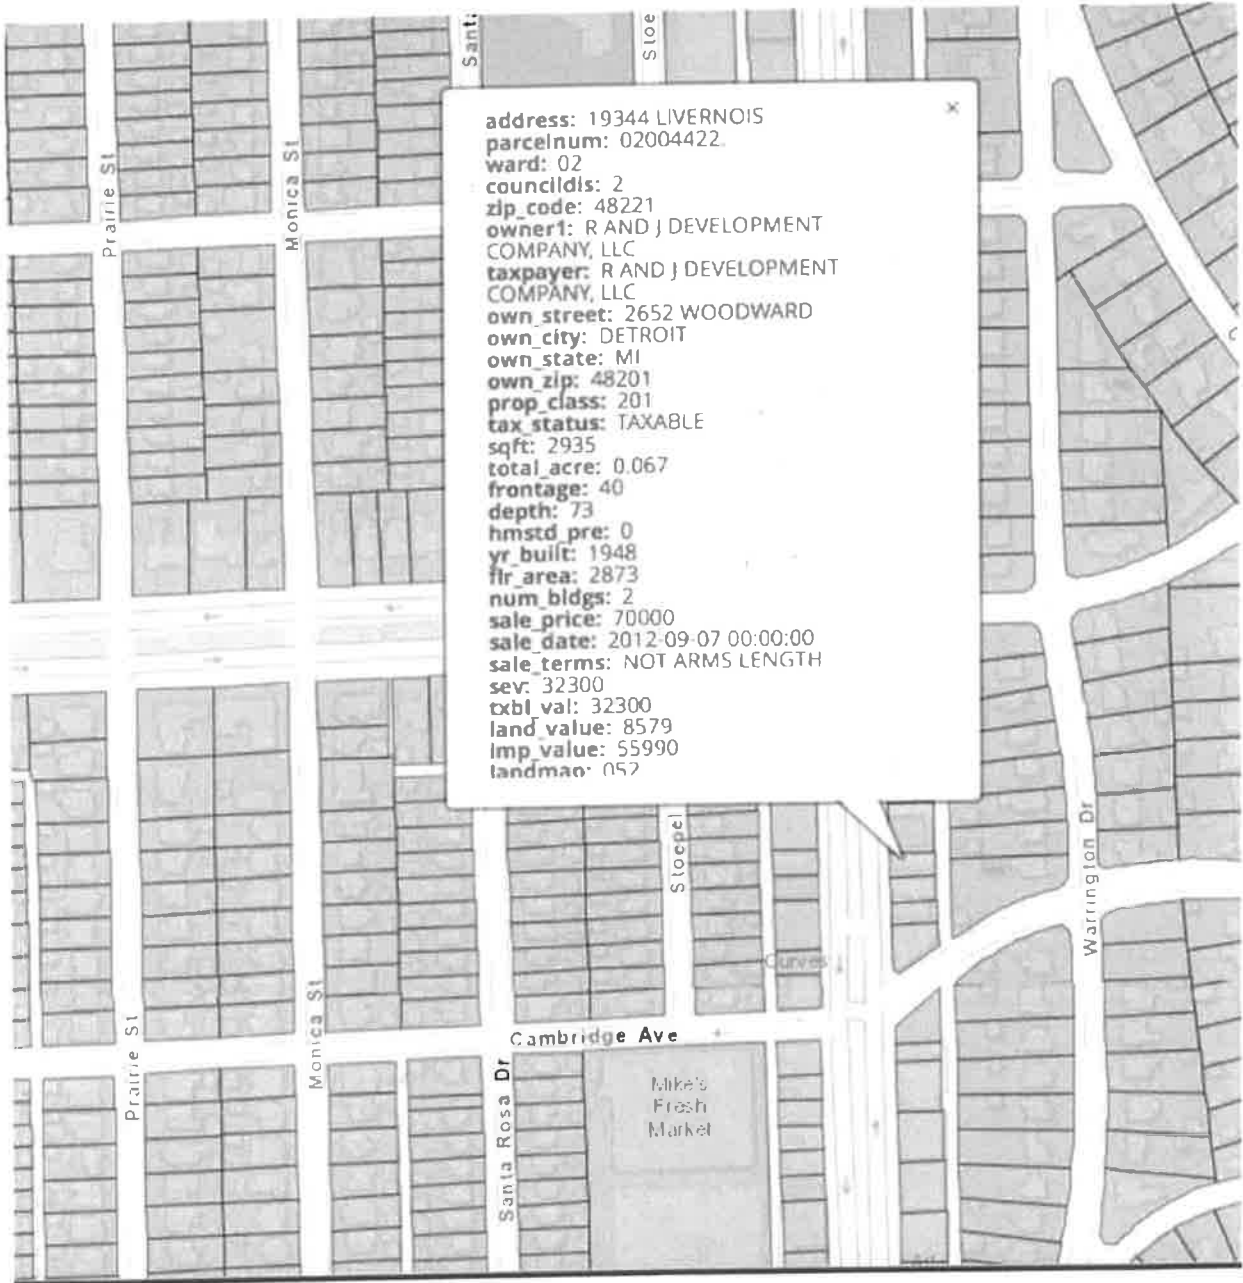 Santa
Stoe
Prairie St
Monica St
×
address: 19344 LIVERNOIS
parcelnum: 02004422.
ward: 02
councildis: 2
zip_code: 48221
owner1: R AND J DEVELOPMENT
COMPANY, LLC
taxpayer: R AND J DEVELOPMENT
COMPANY, LLC
own_street: 2652 WOODWARD
own_city: DETROIT
own_state: MI
own_zip: 48201
prop_class: 201
tax_status: TAXABLE
sqft: 2935
total_acre: 0.067
frontage: 40
depth: 73
hmstd_pre: 0
yr_built: 1948
flr_area: 2873
num_bldgs: 2
sale_price: 70000
sale_date: 2012-09-07 00:00:00
sale_terms: NOT ARMS LENGTH
sev: 32300
txbl_val: 32300
land_value: 8579
imp_value: 55990
landmap: 052
Stoepel
Warrington Dr
Curves
Cambridge Ave
Prairie St
Monica St
Santa Rosa Dr
Mike's
Fresh
Market